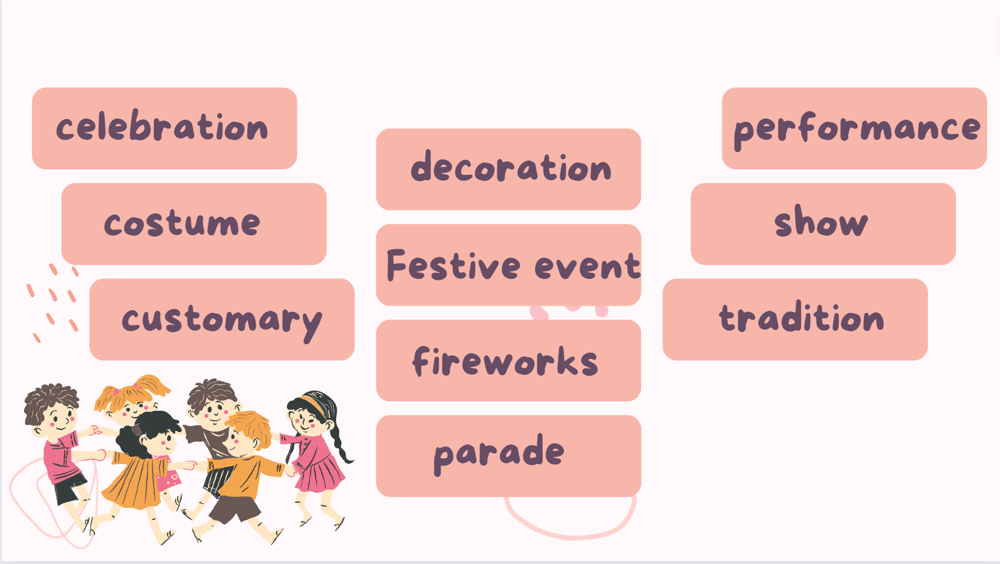 celebration
costume
customary
decoration
Festive event
fireworks
parade
performance
show
tradition